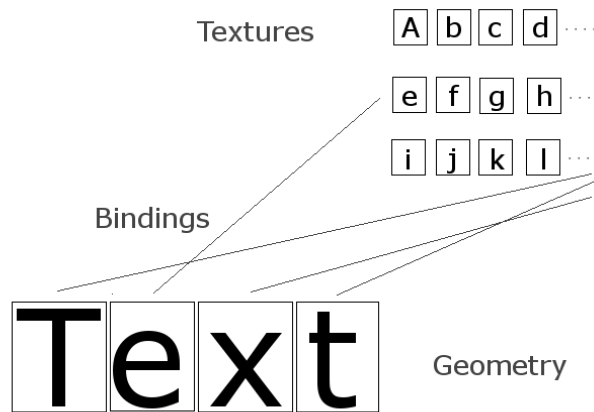 Textures
A b c d ....
e f g h ...
i j k l ...
Bindings
Text
Geometry